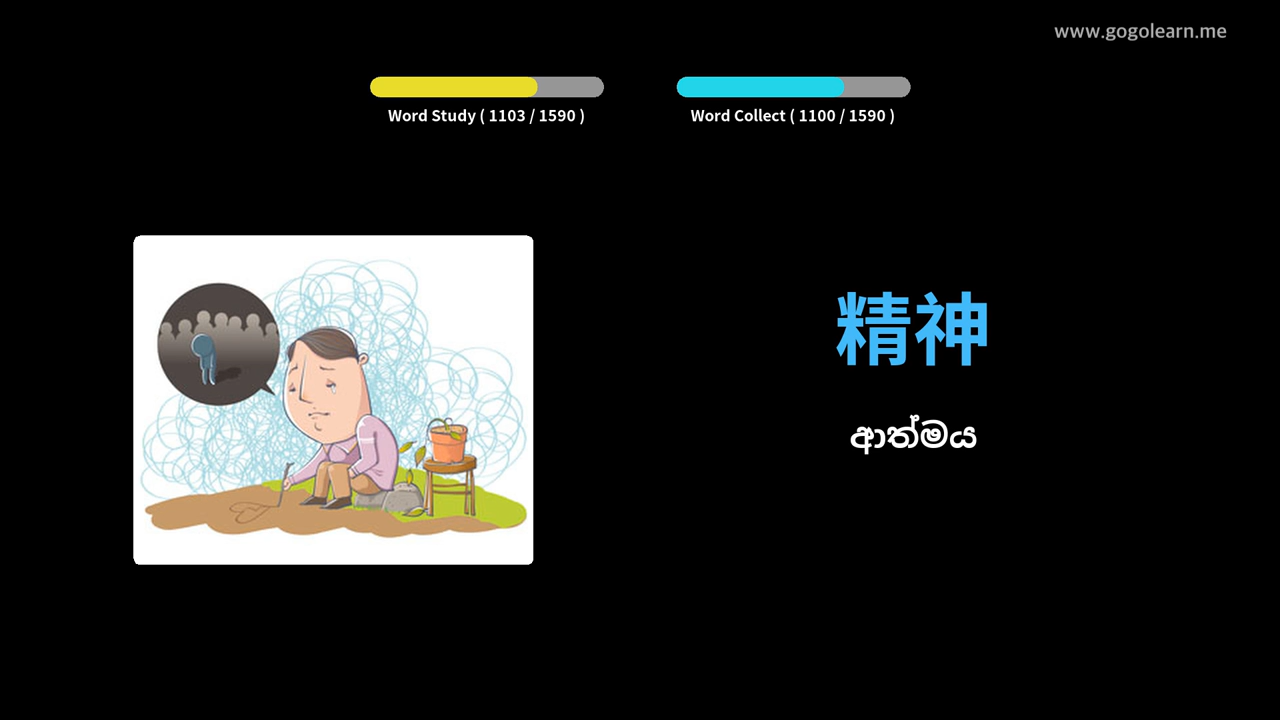 www.gogolearn.me
Word Study ( 1103 / 1590 )
Word Collect ( 1100 / 1590 )
精神
ආත්මය